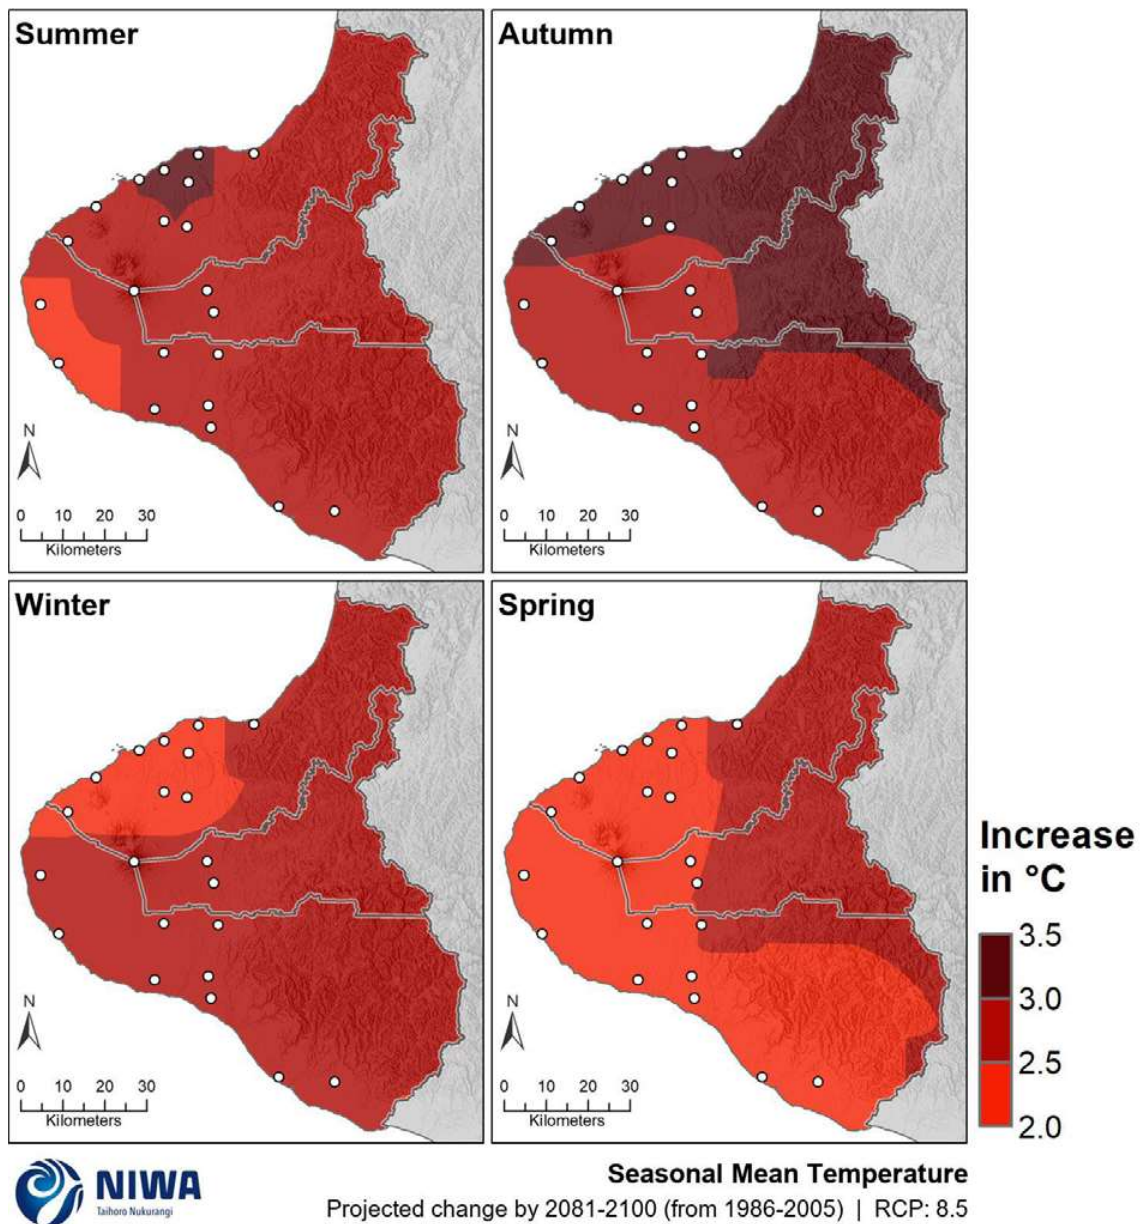 Summer
N
0 10 20 30
Kilometers
Autumn
N
0 10 20 30
Kilometers
Winter
N
0 10 20 30
Kilometers
Spring
N
0 10 20 30
Kilometers
Increase
in °C
3.5
3.0
2.5
2.0
NIWA
Taihoro Nukurangi
Seasonal Mean Temperature
Projected change by 2081-2100 (from 1986-2005) | RCP: 8.5